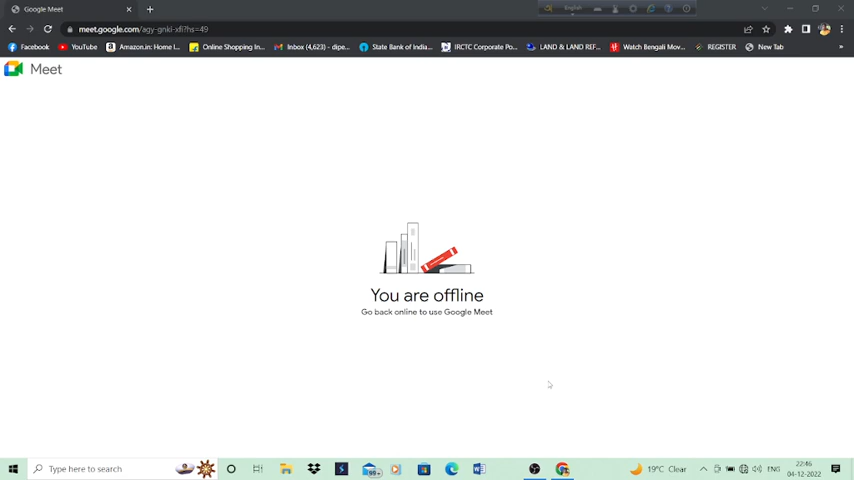 Google Meet
English
meet.google.com/agy-gnki-xfi?hs=49
Facebook YouTube Amazon.in: Home I... Online Shopping In... Inbox (4,623) - dipe... State Bank of India... IRCTC Corporate Po... LAND & LAND REF... Watch Bengali Mov... REGISTER New Tab »
Meet
You are offline
Go back online to use Google Meet
Type here to search 99+ 19°C Clear ENG 22:46
04-12-2022